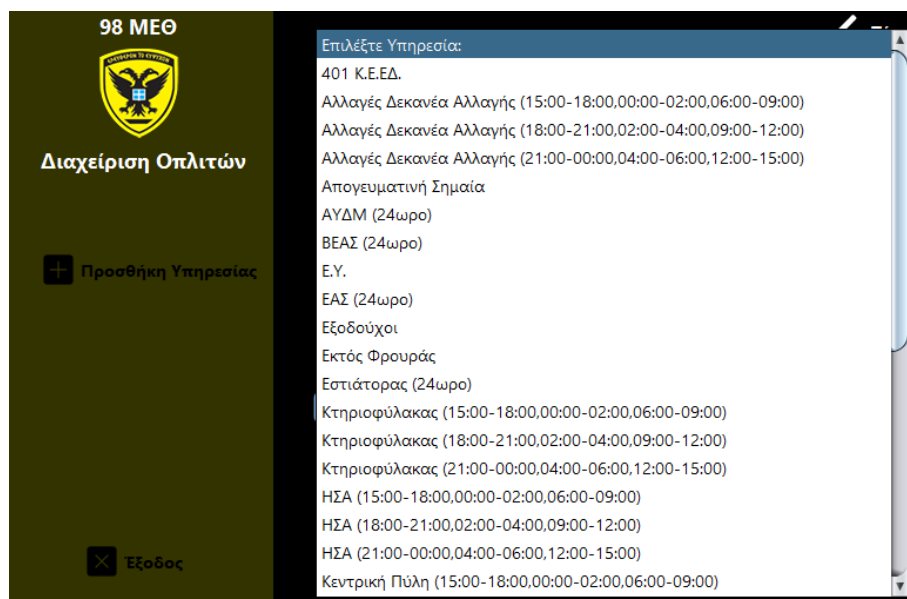 98 ΜΕΘ
Διαχείριση Οπλιτών
Προσθήκη Υπηρεσίας
Έξοδος
Επιλέξτε Υπηρεσία:
401 Κ.Ε.ΕΔ.
Αλλαγές Δεκανέα Αλλαγής (15:00-18:00,00:00-02:00,06:00-09:00)
Αλλαγές Δεκανέα Αλλαγής (18:00-21:00,02:00-04:00,09:00-12:00)
Αλλαγές Δεκανέα Αλλαγής (21:00-00:00,04:00-06:00,12:00-15:00)
Απογευματινή Σημαία
ΑΥΔΜ (24ωρο)
ΒΕΑΣ (24ωρο)
Ε.Υ.
ΕΑΣ (24ωρο)
Εξοδούχοι
Εκτός Φρουράς
Εστιάτορας (24ωρο)
Κτηριοφύλακας (15:00-18:00,00:00-02:00,06:00-09:00)
Κτηριοφύλακας (18:00-21:00,02:00-04:00,09:00-12:00)
Κτηριοφύλακας (21:00-00:00,04:00-06:00,12:00-15:00)
ΗΣΑ (15:00-18:00,00:00-02:00,06:00-09:00)
ΗΣΑ (18:00-21:00,02:00-04:00,09:00-12:00)
ΗΣΑ (21:00-00:00,04:00-06:00,12:00-15:00)
Κεντρική Πύλη (15:00-18:00,00:00-02:00,06:00-09:00)